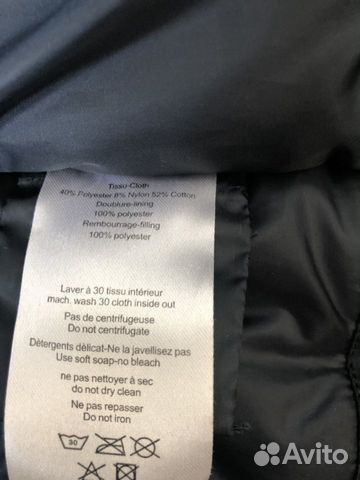 Tissu-Cloth
40% Polyester 8% Nylon 52% Cotton
Doublure-lining
100% polyester
Rembourrage-filling
100% polyester
Laver à 30 tissu intérieur
mach. wash 30 cloth inside out
Pas de centrifugeuse
Do not centrifugate
Détergents délicat-Ne la javellisez pas
Use soft soap-no bleach
ne pas nettoyer à sec
do not dry clean
Ne pas repasser
Do not iron
30
Avito